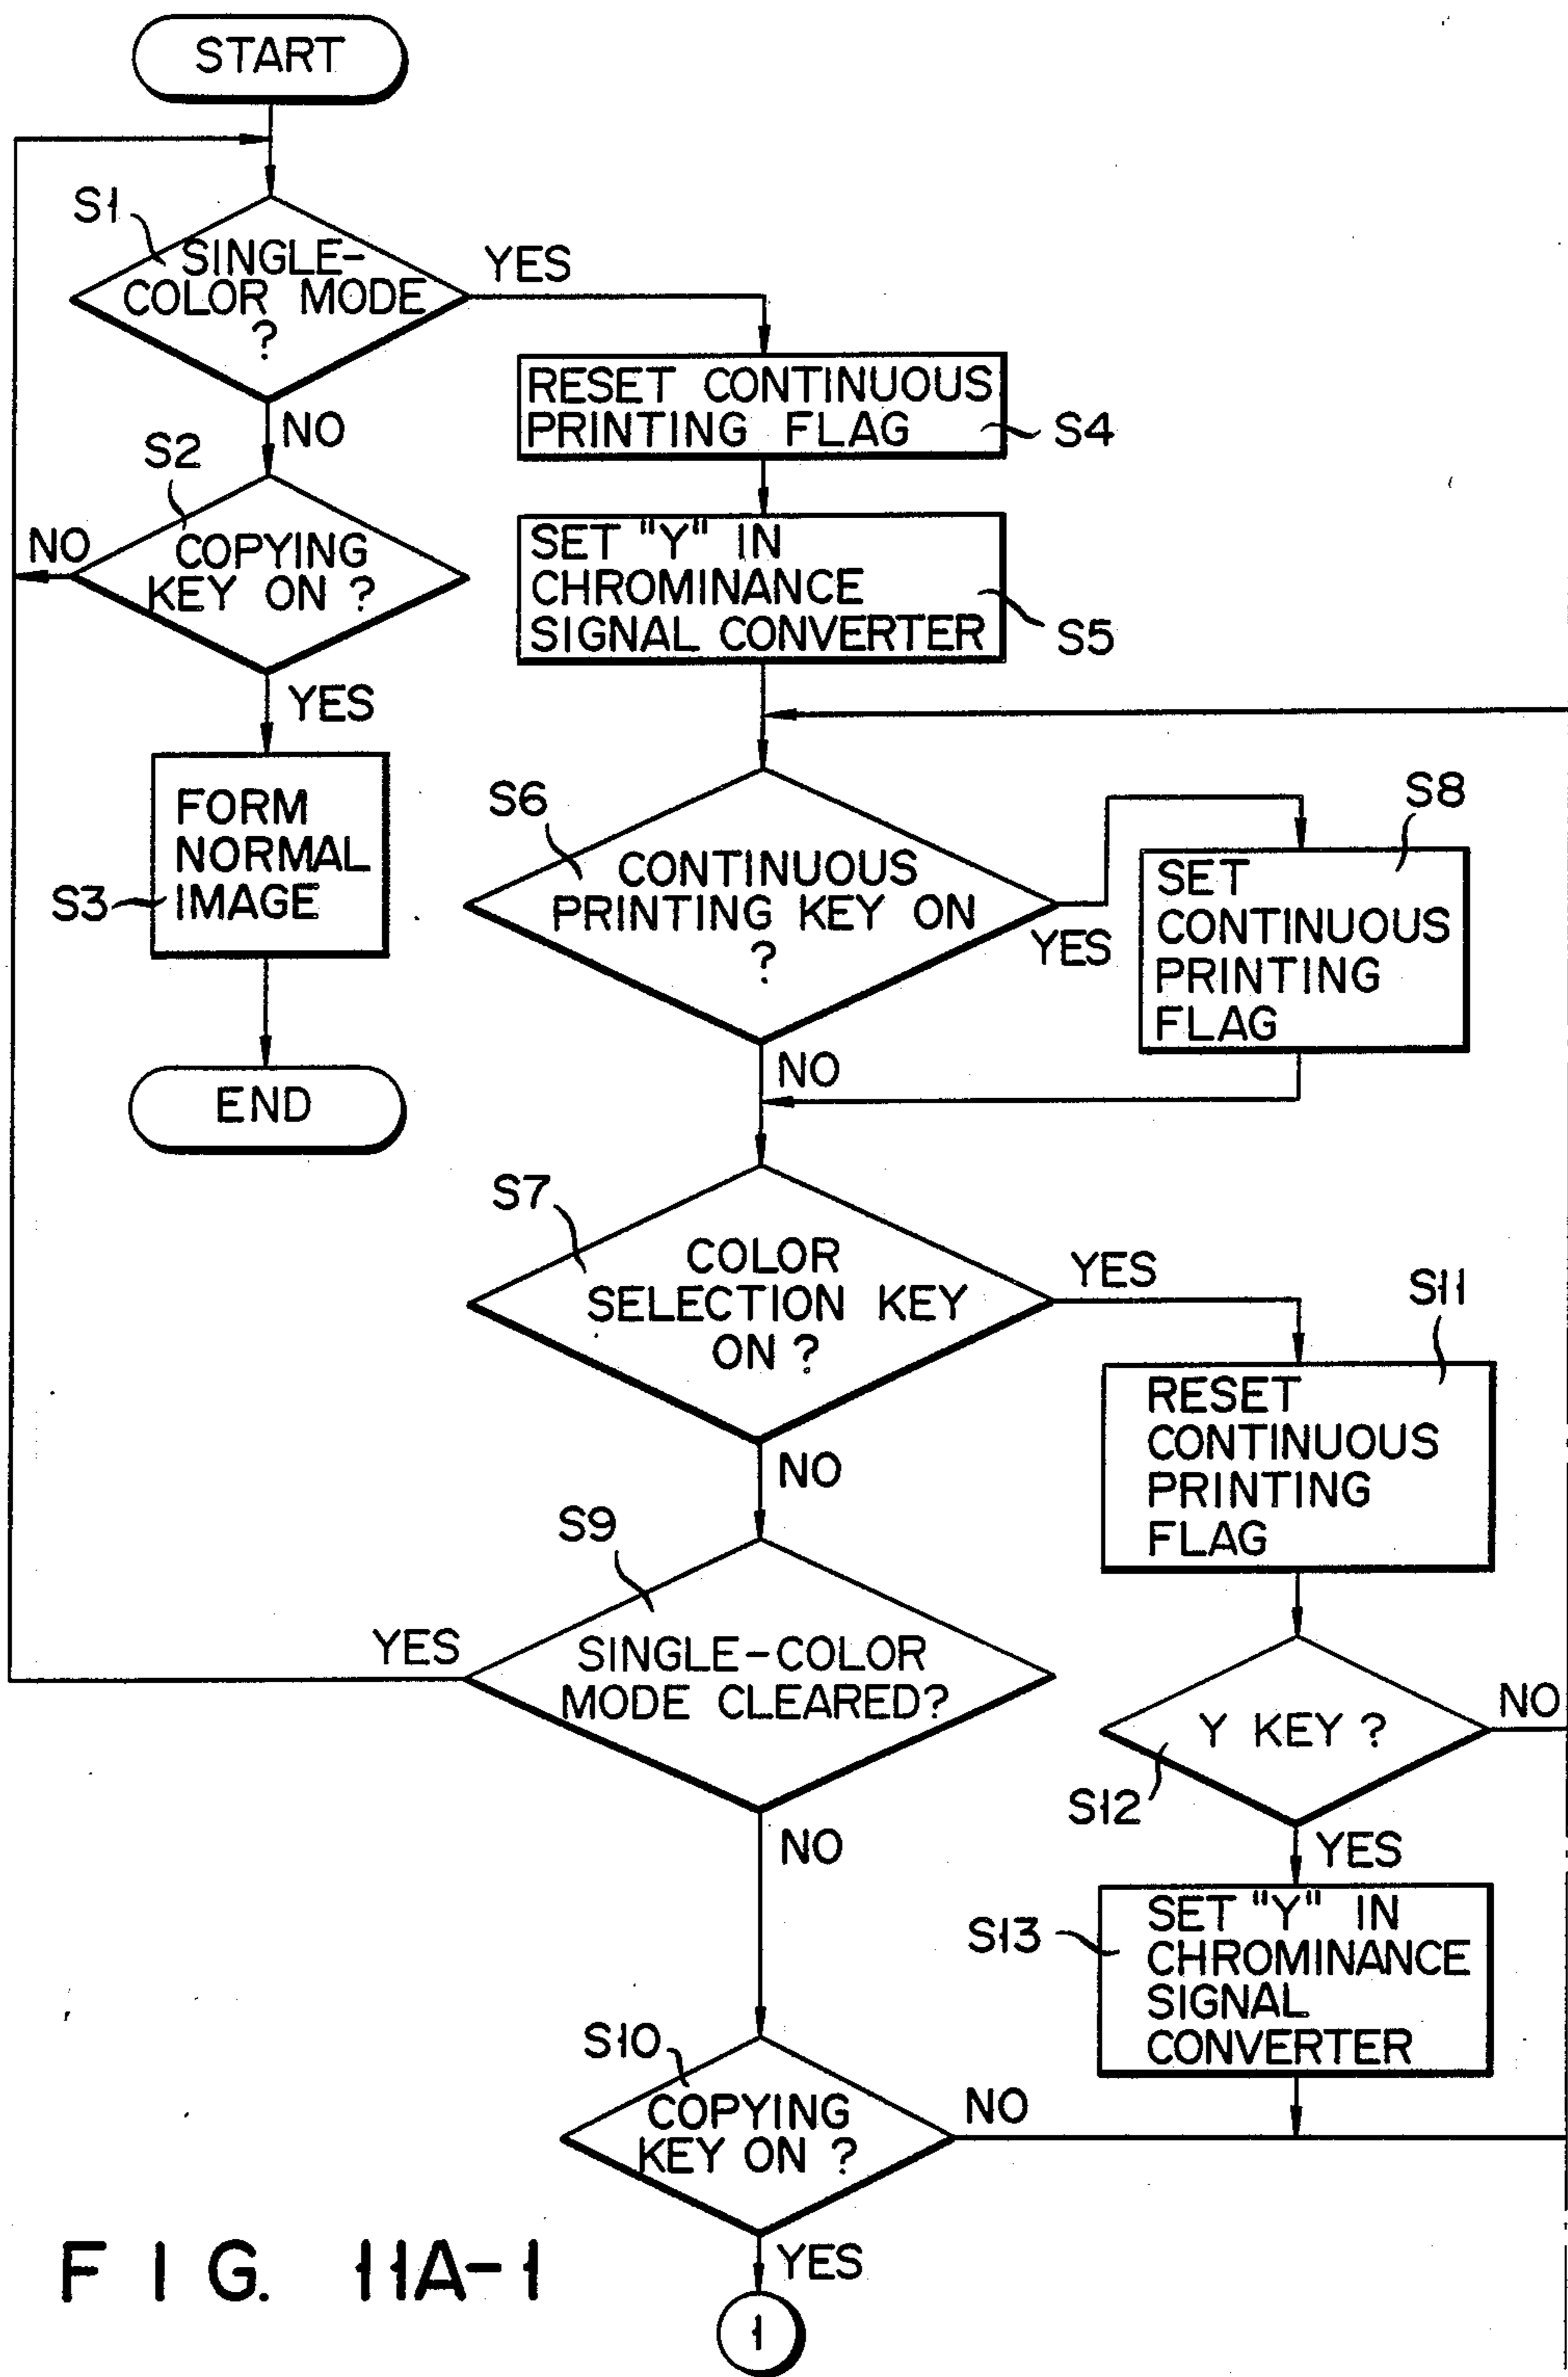 START
S1
SINGLE-
COLOR MODE
?
YES
NO
RESET CONTINUOUS
PRINTING FLAG
S4
S2
COPYING
KEY ON ?
NO
YES
SET "Y" IN
CHROMINANCE
SIGNAL CONVERTER
S5
S3
FORM
NORMAL
IMAGE
END
S6
CONTINUOUS
PRINTING KEY ON
?
YES
NO
S8
SET
CONTINUOUS
PRINTING
FLAG
S7
COLOR
SELECTION KEY
ON ?
YES
NO
S11
RESET
CONTINUOUS
PRINTING
FLAG
S9
SINGLE-COLOR
MODE CLEARED?
YES
NO
Y KEY ?
NO
S12
YES
S13
SET "Y" IN
CHROMINANCE
SIGNAL
CONVERTER
S10
COPYING
KEY ON ?
NO
YES
1
FIG. 11A-1